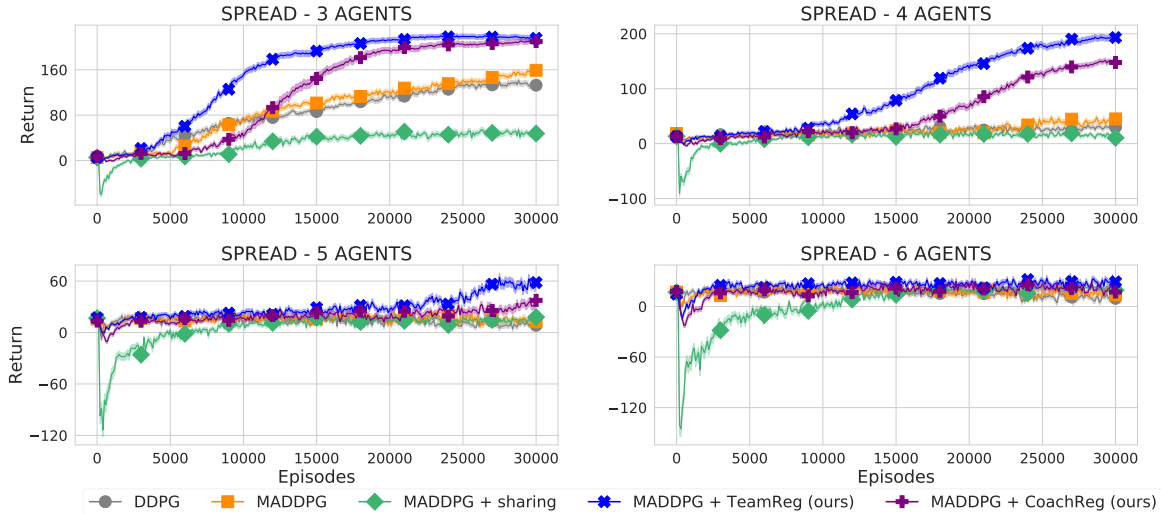 SPREAD - 3 AGENTS
SPREAD - 4 AGENTS
Return
160
80
0
200
100
0
−100
0 5000 10000 15000 20000 25000 30000
0 5000 10000 15000 20000 25000 30000
SPREAD - 5 AGENTS
SPREAD - 6 AGENTS
Return
60
0
−60
−120
60
0
−60
−120
0 5000 10000 15000 20000 25000 30000
0 5000 10000 15000 20000 25000 30000
Episodes
Episodes
DDPG MADDPG MADDPG + sharing MADDPG + TeamReg (ours) MADDPG + CoachReg (ours)